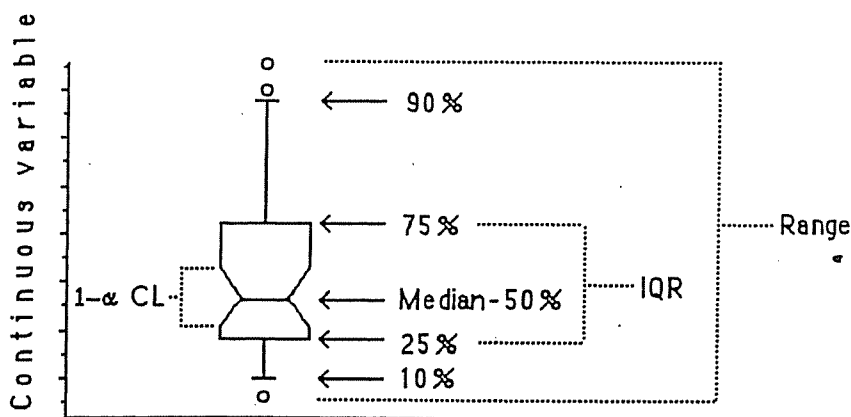 Continuous variable
90%
75%
Range
1-α CL
Median-50%
IQR
25%
10%